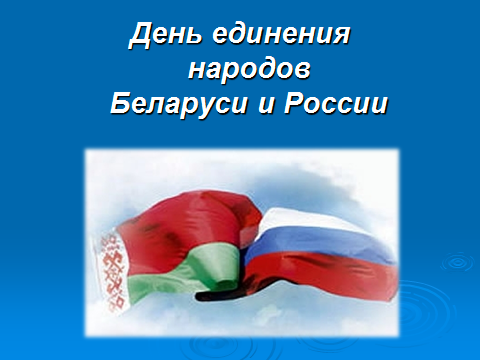 День единения
народов
Беларуси и России